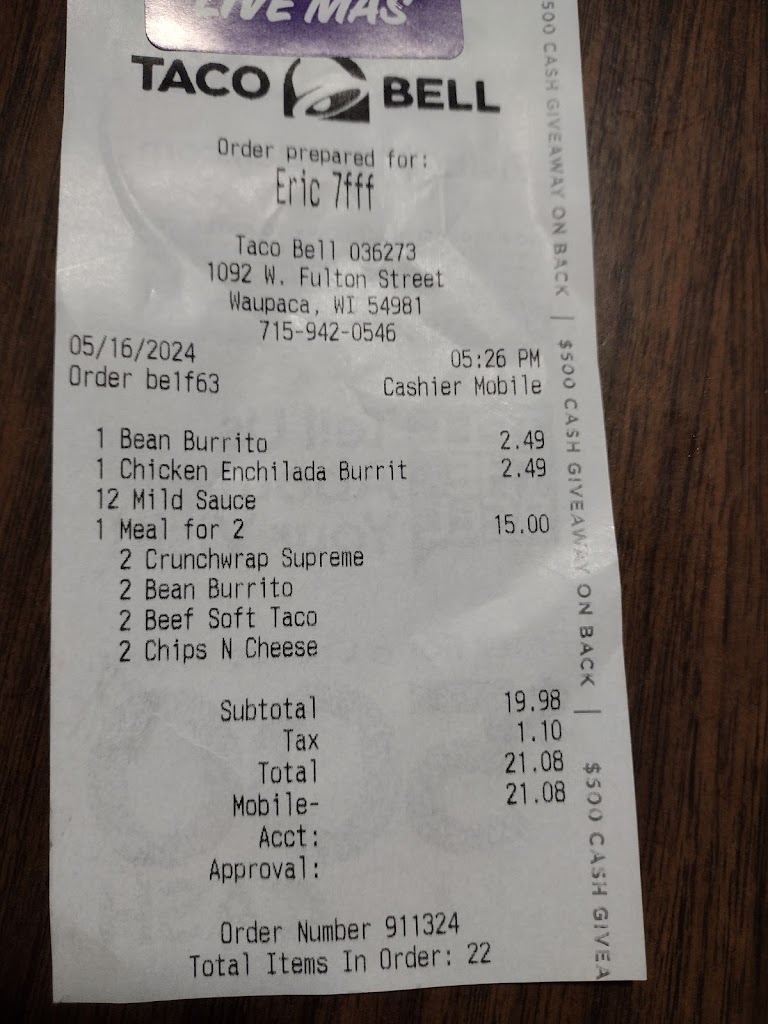 LIVE MÁS
TACO BELL
Order prepared for:
Eric 7fff
Taco Bell 036273
1092 W. Fulton Street
Waupaca, WI 54981
715-942-0546
05/16/2024 05:26 PM
Order be1f63 Cashier Mobile
1 Bean Burrito 2.49
1 Chicken Enchilada Burrit 2.49
12 Mild Sauce
1 Meal for 2 15.00
2 Crunchwrap Supreme
2 Bean Burrito
2 Beef Soft Taco
2 Chips N Cheese
Subtotal 19.98
Tax 1.10
Total 21.08
Mobile- 21.08
Acct:
Approval:
Order Number 911324
Total Items In Order: 22
$500 CASH GIVEAWAY ON BACK | $500 CASH GIVEAWAY ON BACK | $500 CASH GIVEA